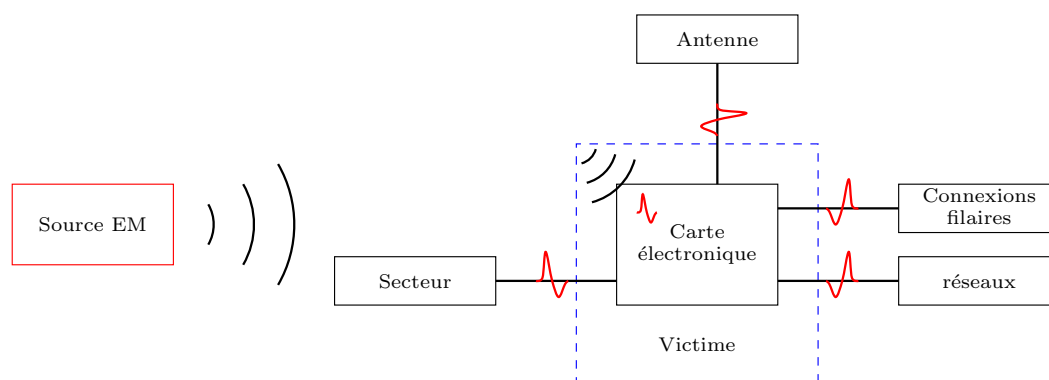 Antenne
Source EM
Carte
électronique
Connexions
filaires
Secteur
réseaux
Victime